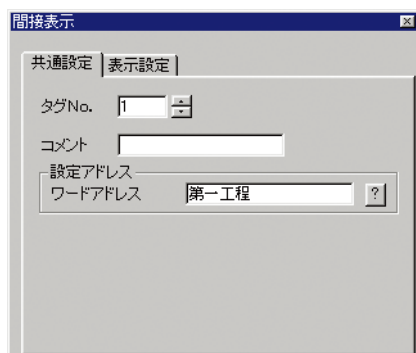 間接表示
共通設定 表示設定
タグNo. 1
コメント
設定アドレス
ワードアドレス 第一工程 ?